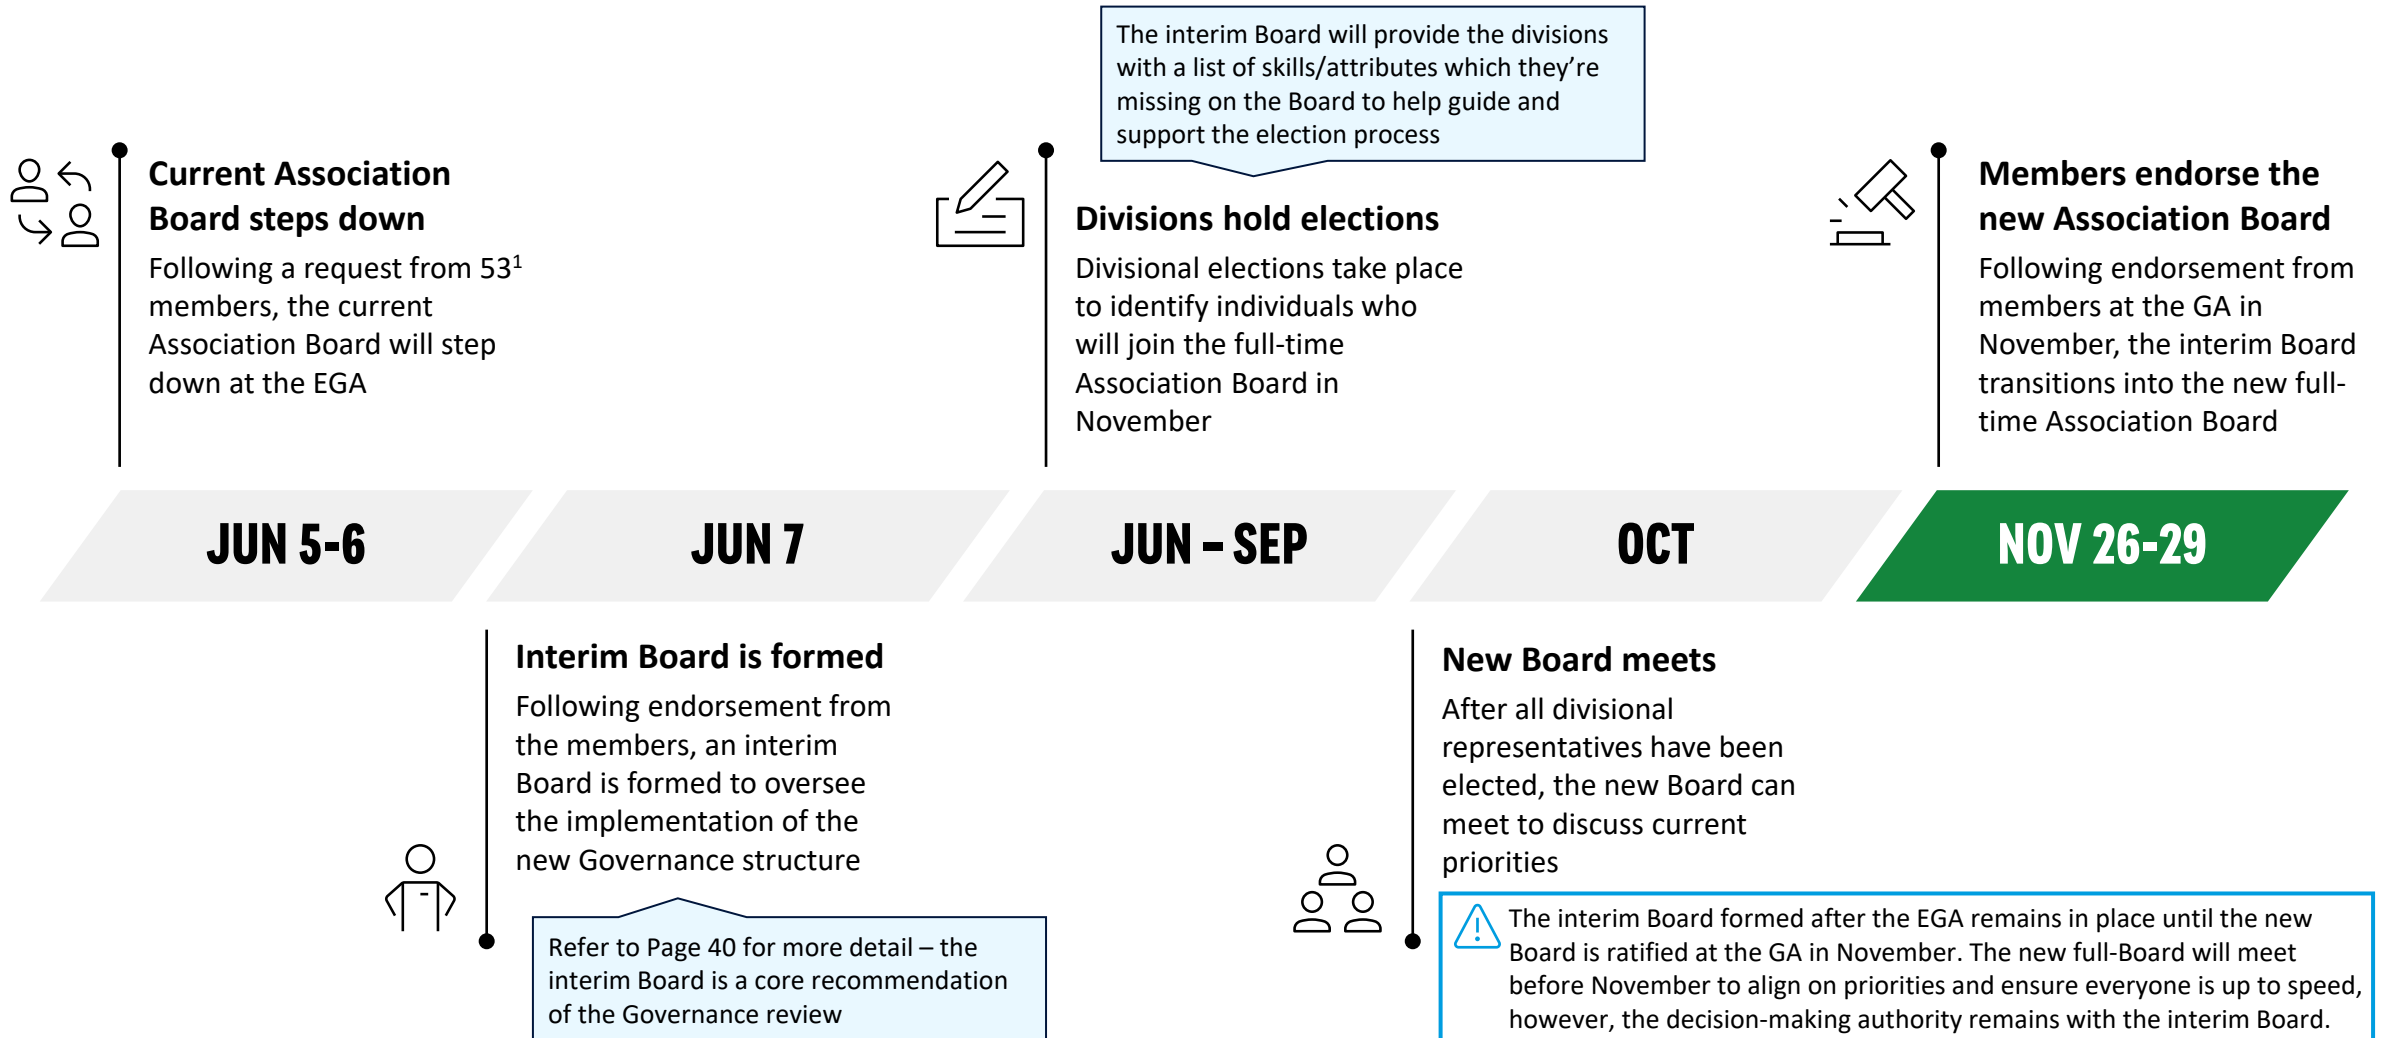 The interim Board will provide the divisions
with a list of skills/attributes which they’re
missing on the Board to help guide and
support the election process
Current Association
Board steps down
Following a request from 53¹
members, the current
Association Board will step
down at the EGA
Divisions hold elections
Divisional elections take place
to identify individuals who
will join the full-time
Association Board in
November
Members endorse the
new Association Board
Following endorsement from
members at the GA in
November, the interim Board
transitions into the new full-
time Association Board
JUN 5-6
JUN 7
JUN – SEP
OCT
NOV 26-29
Interim Board is formed
Following endorsement from
the members, an interim
Board is formed to oversee
the implementation of the
new Governance structure
Refer to Page 40 for more detail – the
interim Board is a core recommendation
of the Governance review
New Board meets
After all divisional
representatives have been
elected, the new Board can
meet to discuss current
priorities
The interim Board formed after the EGA remains in place until the new
Board is ratified at the GA in November. The new full-Board will meet
before November to align on priorities and ensure everyone is up to speed,
however, the decision-making authority remains with the interim Board.